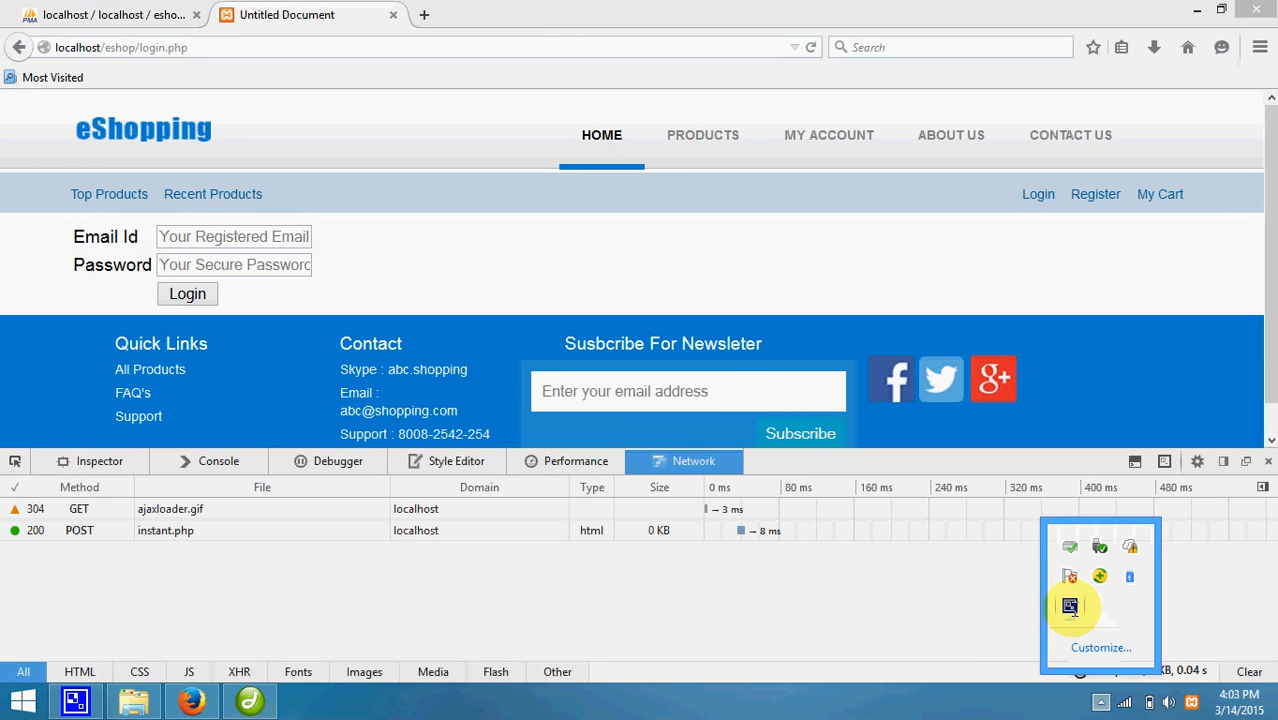 localhost / localhost / esho...
Untitled Document
localhost/eshop/login.php
Search
Most Visited
eShopping
HOME PRODUCTS MY ACCOUNT ABOUT US CONTACT US
Top Products Recent Products Login Register My Cart
Email Id Your Registered Email
Password Your Secure Password
Login
Quick Links Contact Susbcribe For Newsleter
All Products
FAQ's
Support
Skype : abc.shopping
Email :
abc@shopping.com
Support : 8008-2542-254
Enter your email address
Subscribe
Inspector Console Debugger Style Editor Performance Network
Method File Domain Type Size 0 ms 80 ms 160 ms 240 ms 320 ms 400 ms 480 ms
304 GET ajaxloader.gif localhost → 3 ms
200 POST instant.php localhost html 0 KB → 8 ms
Customize...
All HTML CSS JS XHR Fonts Images Media Flash Other KB, 0.04 s Clear
4:03 PM
3/14/2015